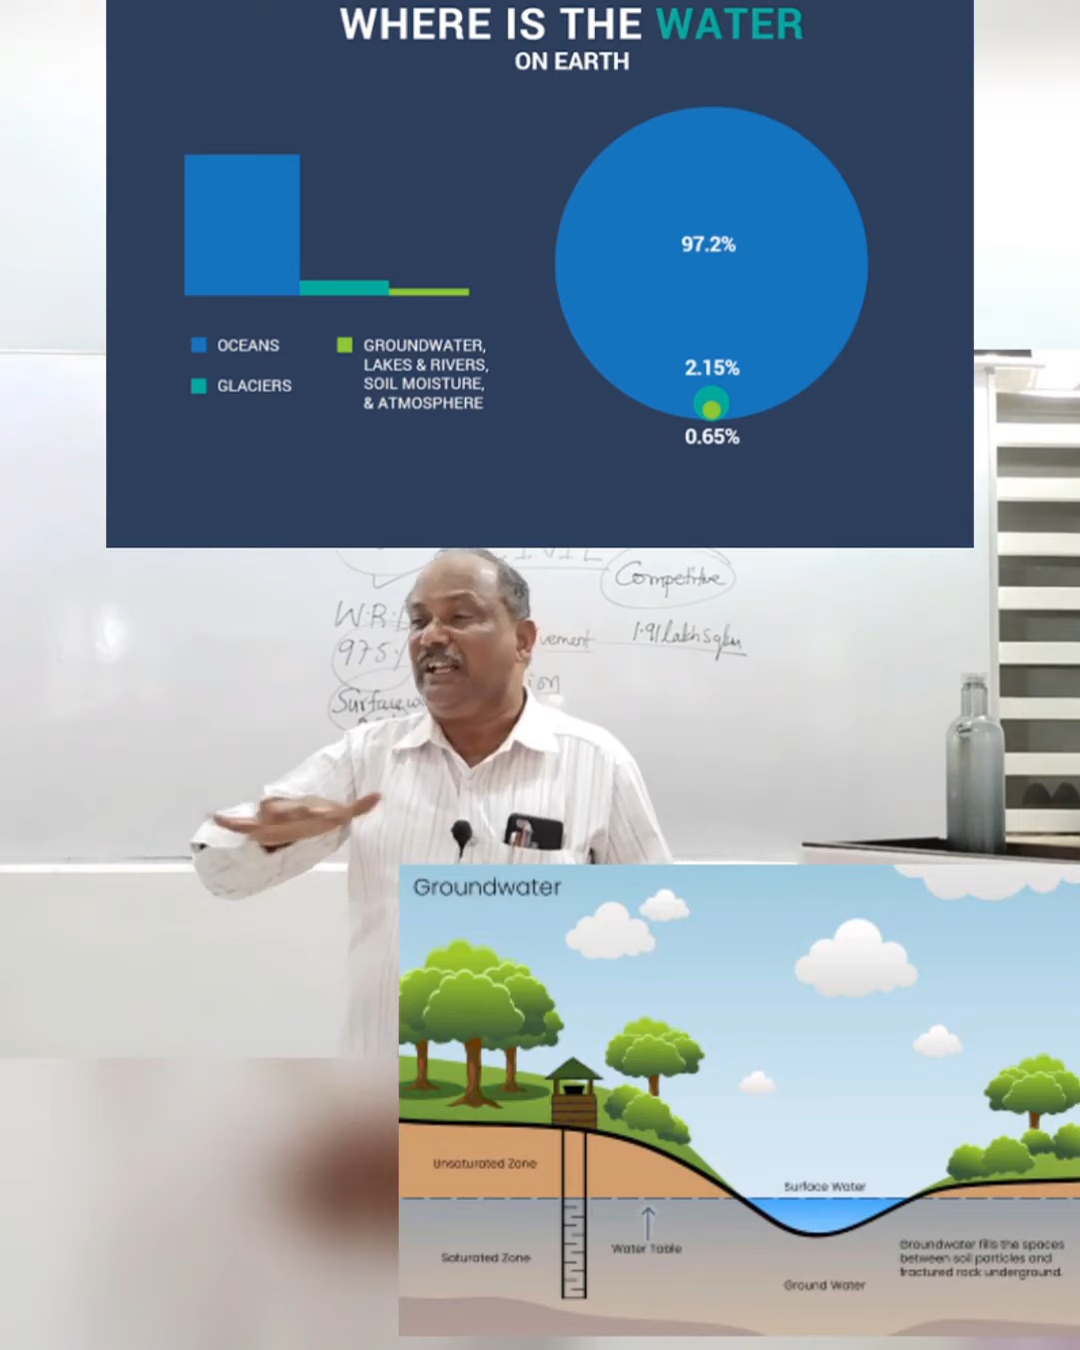 WHERE IS THE WATER
ON EARTH
97.2%
2.15%
0.65%
OCEANS
GLACIERS
GROUNDWATER,
LAKES & RIVERS,
SOIL MOISTURE,
& ATMOSPHERE
Competitive
W.R.
vement
1.91 lakh sqkm
Groundwater
Unsaturated Zone
Surface Water
Water Table
Saturated Zone
Ground Water
Groundwater fills the spaces
between soil particles and
fractured rock underground.